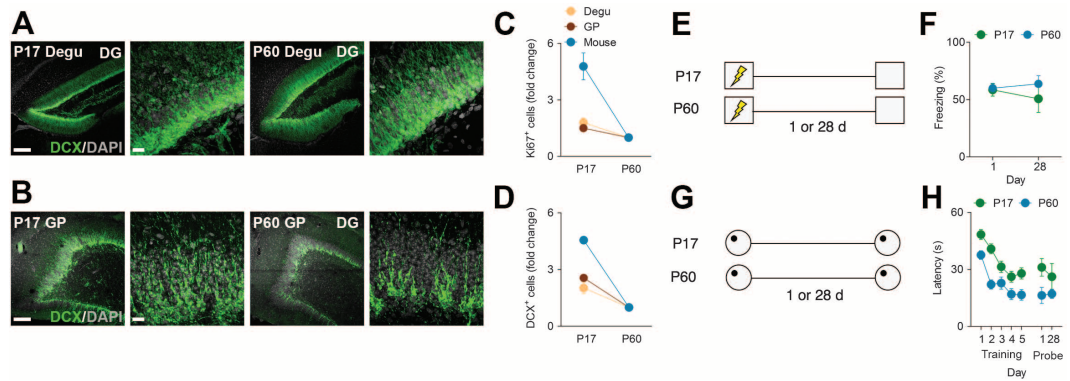 A
P17 Degu
DG
P60 Degu
DG
DCX/DAPI
B
P17 GP
P60 GP
DG
DCX/DAPI
C
Degu
GP
Mouse
Ki67⁺ cells (fold change)
6
3
0
P17
P60
D
DCX⁺ cells (fold change)
6
3
0
P17
P60
E
P17
P60
1 or 28 d
F
P17
P60
Freezing (%)
100
50
0
1
28
Day
G
P17
P60
1 or 28 d
H
P17
P60
Latency (s)
60
30
0
1 2 3 4 5 1 28
Training Probe
Day